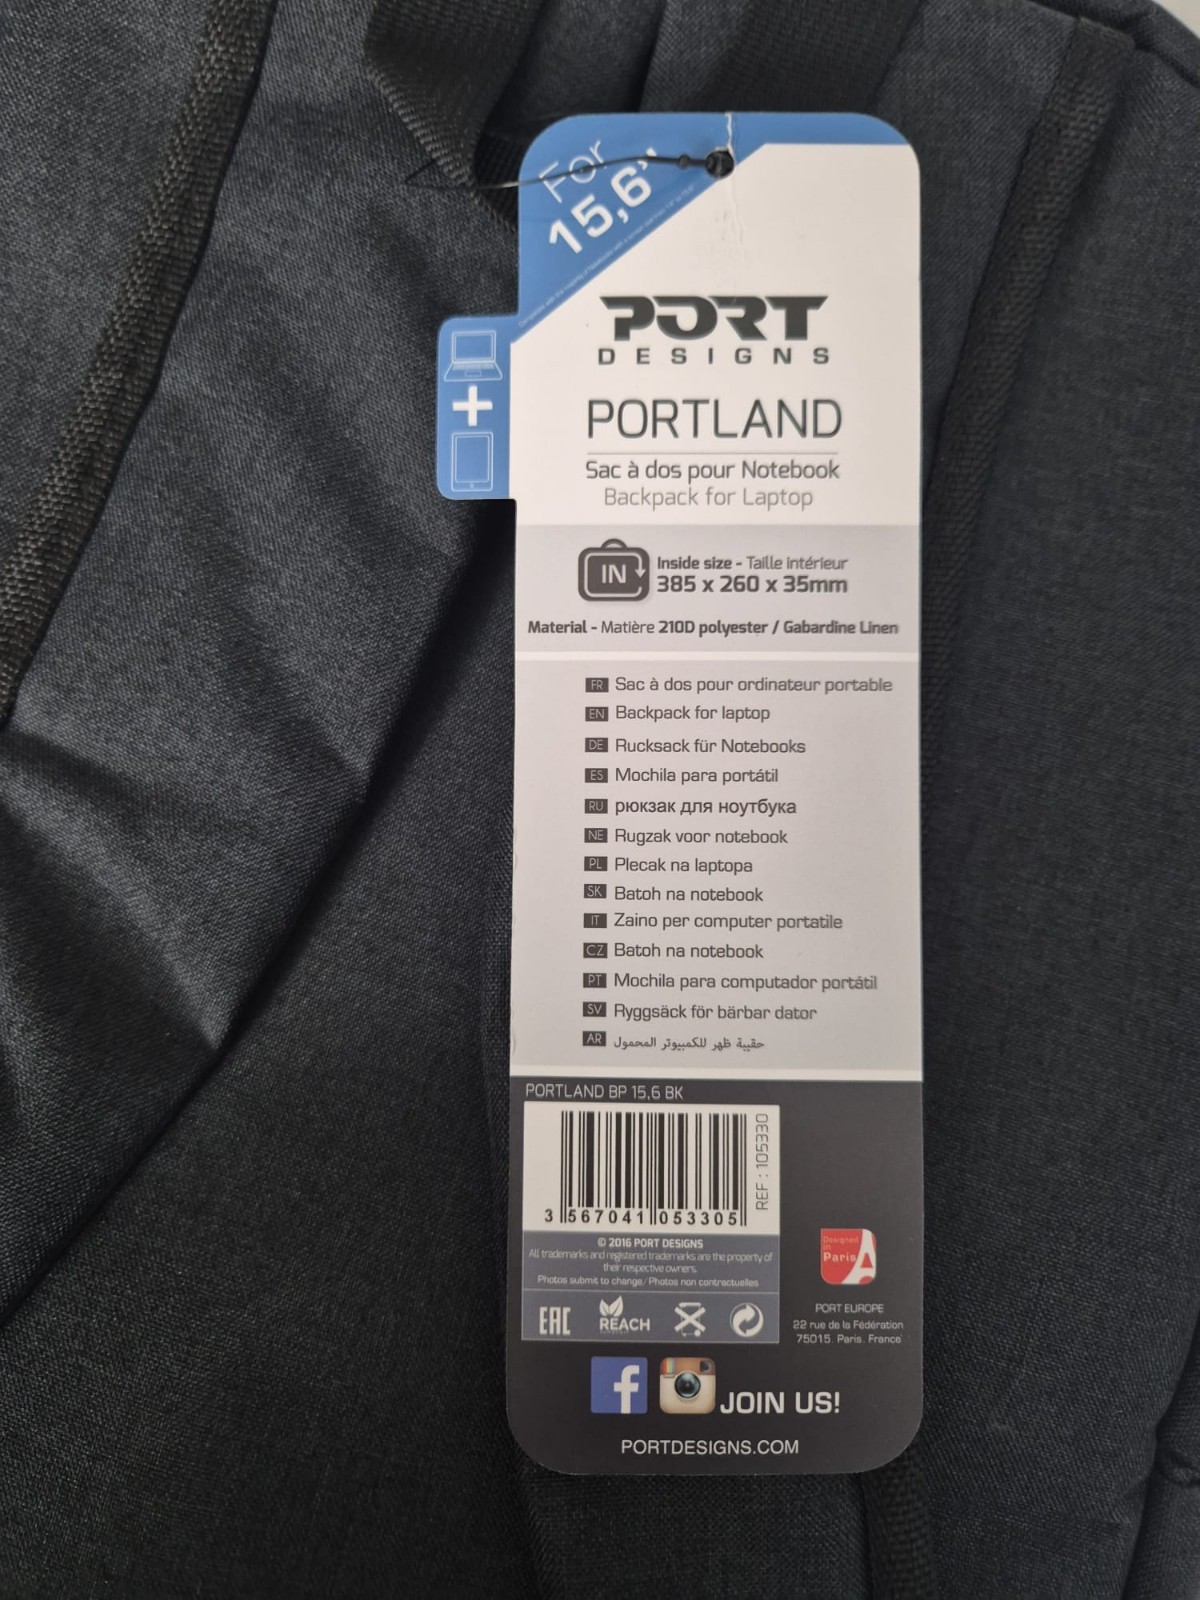 For
15,6”
PORT
DESIGNS
PORTLAND
Sac à dos pour Notebook
Backpack for Laptop
IN
Inside size - Taille intérieur
385 x 260 x 35mm
Material - Matière 210D polyester / Gabardine Linen
FR Sac à dos pour ordinateur portable
EN Backpack for laptop
DE Rucksack für Notebooks
ES Mochila para portátil
RU рюкзак для ноутбука
NE Rugzak voor notebook
PL Plecak na laptopa
SK Batoh na notebook
IT Zaino per computer portatile
CZ Batoh na notebook
PT Mochila para computador portátil
SV Ryggsäck för bärbar dator
AR حقيبة ظهر للكمبيوتر المحمول
PORTLAND BP 15,6 BK
REF : 105330
3 567041 053305
© 2016 PORT DESIGNS
All trademarks and registered trademarks are the property of
their respective owners.
Photos submit to change/ Photos non contractuelles
EAC
REACH
Designed
in
Paris
PORT EUROPE
22 rue de la Fédération
75015. Paris. France
f
JOIN US!
PORTDESIGNS.COM